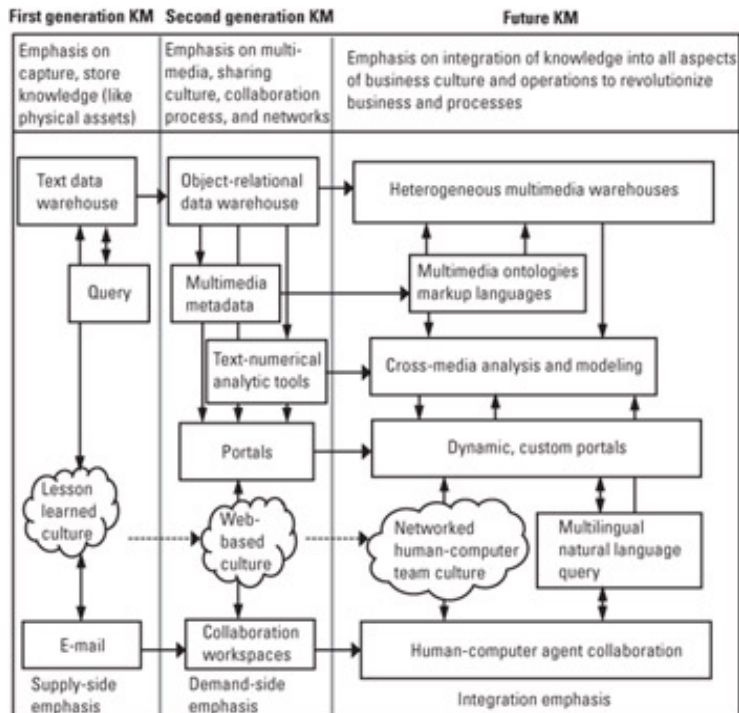 First generation KM
Second generation KM
Future KM
Emphasis on
capture, store
knowledge (like
physical assets)
Emphasis on multi-
media, sharing
culture, collaboration
process, and networks
Emphasis on integration of knowledge into all aspects
of business culture and operations to revolutionize
business and processes
Text data
warehouse
Object-relational
data warehouse
Heterogeneous multimedia warehouses
Query
Multimedia
metadata
Multimedia ontologies
markup languages
Text-numerical
analytic tools
Cross-media analysis and modeling
Portals
Dynamic, custom portals
Lesson
learned
culture
Web-
based
culture
Networked
human-computer
team culture
Multilingual
natural language
query
E-mail
Collaboration
workspaces
Human-computer agent collaboration
Supply-side
emphasis
Demand-side
emphasis
Integration emphasis